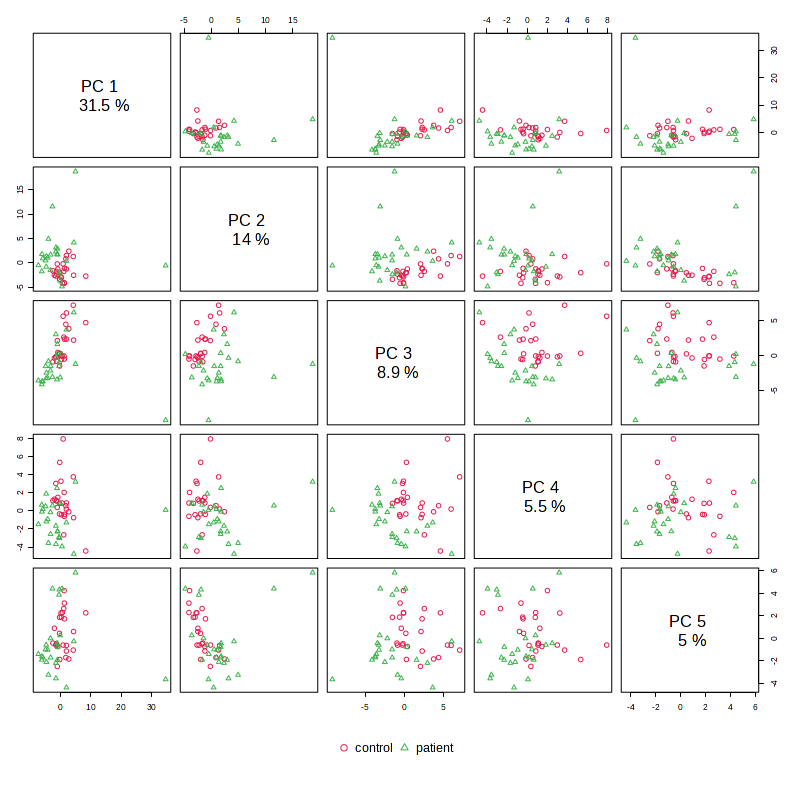 -5 0 5 10 15
-4 -2 0 2 4 6 8
PC 1
31.5 %
0 10 20 30
PC 2
14 %
-5 0 5 10 15
PC 3
8.9 %
-5 0 5
PC 4
5.5 %
-4 -2 0 2 4 6 8
PC 5
5 %
-4 -2 0 2 4 6
0 10 20 30
-5 0 5
-4 -2 0 2 4 6
control patient